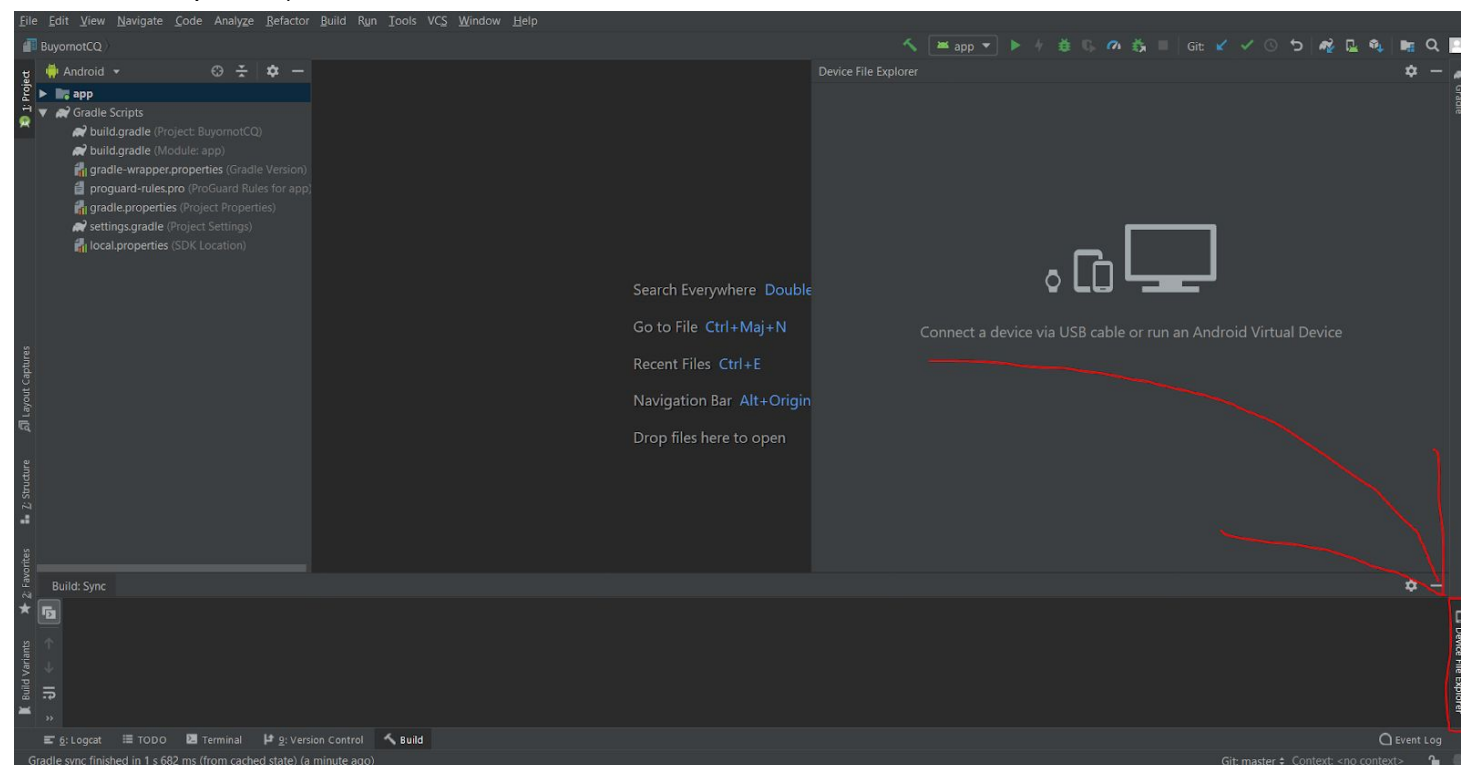 File Edit View Navigate Code Analyze Refactor Build Run Tools VCS Window Help
BuyomotCQ
app
Git:
Android
Device File Explorer
1: Project
app
Gradle Scripts
build.gradle (Project: BuyomotCQ)
build.gradle (Module: app)
gradle-wrapper.properties (Gradle Version)
proguard-rules.pro (ProGuard Rules for app)
gradle.properties (Project Properties)
settings.gradle (Project Settings)
local.properties (SDK Location)
Gradle
Search Everywhere Double
Go to File Ctrl+Maj+N
Recent Files Ctrl+E
Navigation Bar Alt+Origin
Drop files here to open
Connect a device via USB cable or run an Android Virtual Device
Layout Captures
Z: Structure
2: Favorites
Build Variants
Build: Sync
Device File Explorer
6: Logcat TODO Terminal 9: Version Control Build
Event Log
Gradle sync finished in 1 s 682 ms (from cached state) (a minute ago)
Git: master Context: <no context>